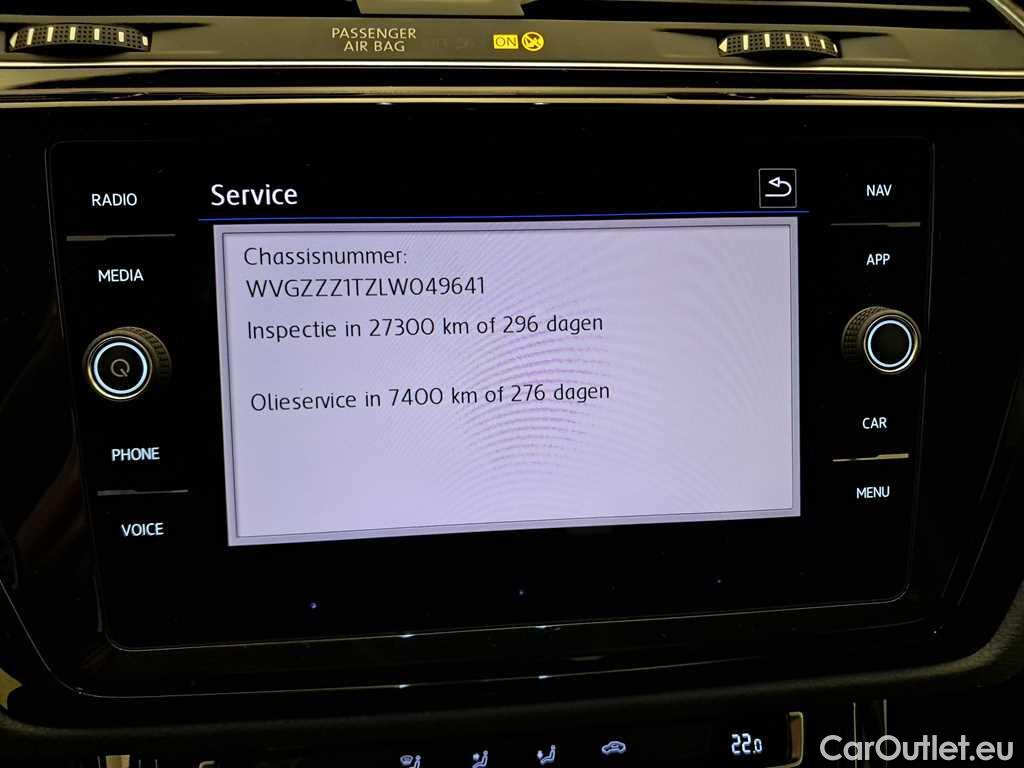 PASSENGER
AIR BAG
ON
RADIO
MEDIA
PHONE
VOICE
Service
Chassisnummer:
WVGZZZ1TZLW049641
Inspectie in 27300 km of 296 dagen
Olieservice in 7400 km of 276 dagen
NAV
APP
CAR
MENU
22.0
CarOutlet.eu